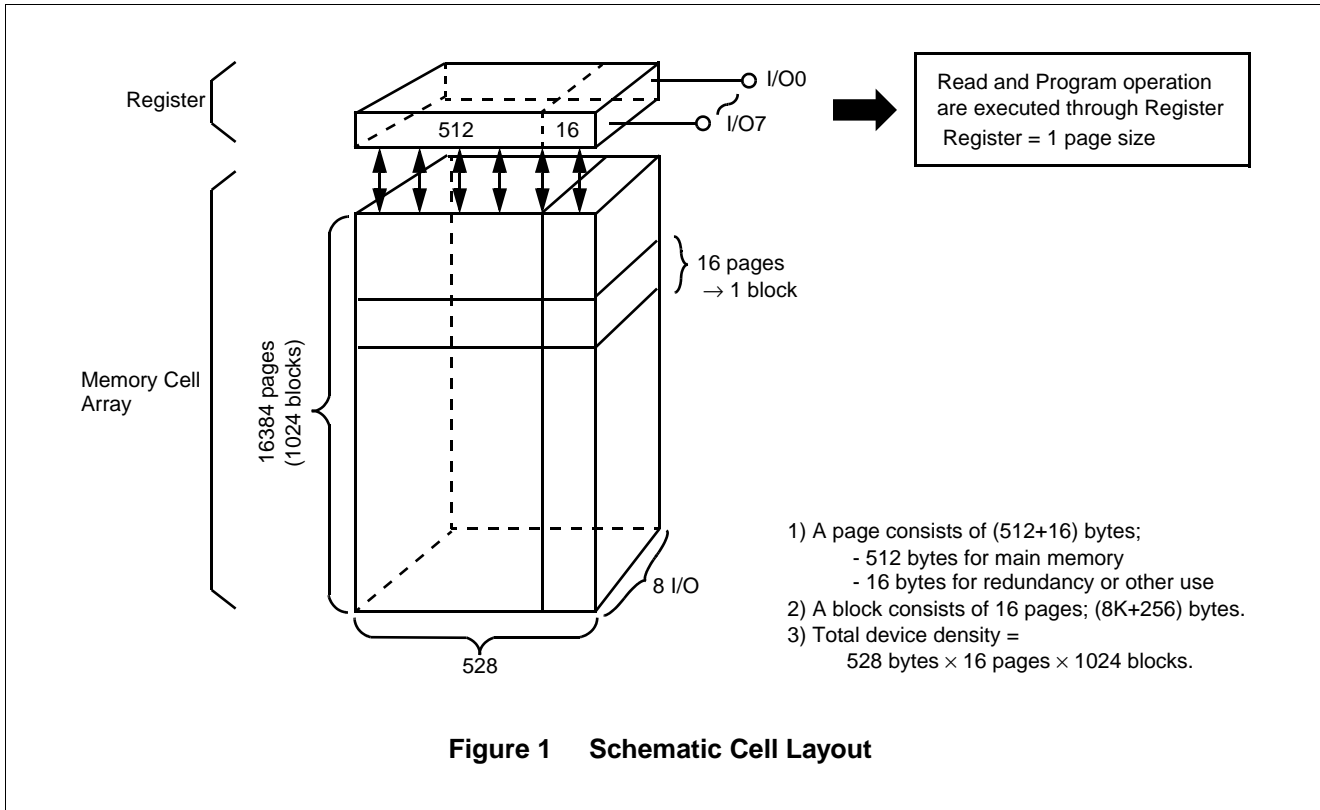 Register
512
16
I/O0
I/O7
Read and Program operation
are executed through Register
Register = 1 page size
16 pages
→ 1 block
Memory Cell
Array
16384 pages
(1024 blocks)
8 I/O
528
1) A page consists of (512+16) bytes;
- 512 bytes for main memory
- 16 bytes for redundancy or other use
2) A block consists of 16 pages; (8K+256) bytes.
3) Total device density =
528 bytes × 16 pages × 1024 blocks.
Figure 1 Schematic Cell Layout